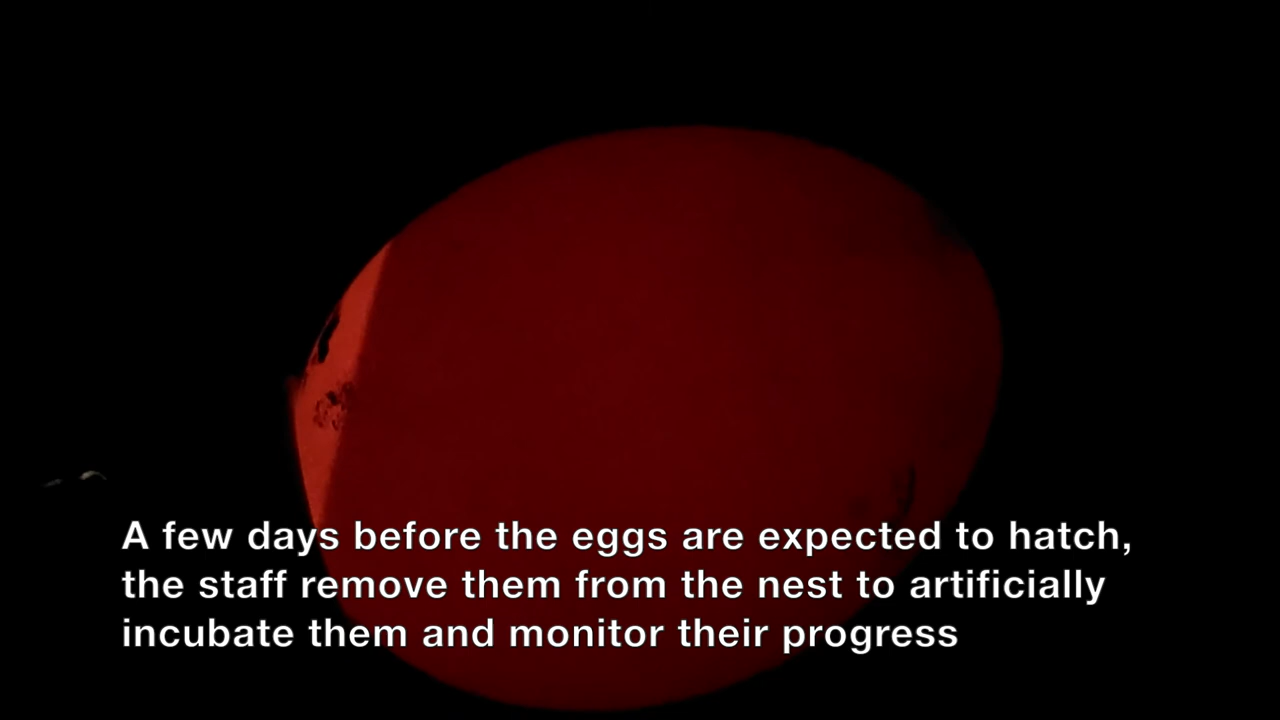 A few days before the eggs are expected to hatch,
the staff remove them from the nest to artificially
incubate them and monitor their progress